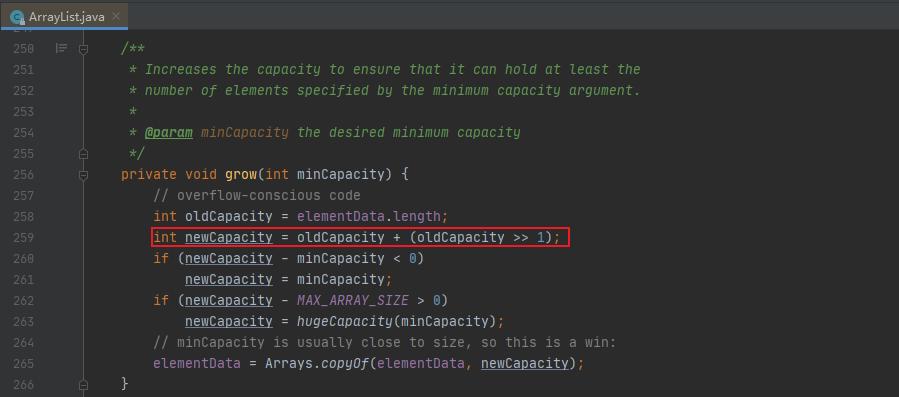 ArrayList.java
250 /**
251 * Increases the capacity to ensure that it can hold at least the
252 * number of elements specified by the minimum capacity argument.
253 *
254 * @param minCapacity the desired minimum capacity
255 */
256 private void grow(int minCapacity) {
257 // overflow-conscious code
258 int oldCapacity = elementData.length;
259 int newCapacity = oldCapacity + (oldCapacity >> 1);
260 if (newCapacity - minCapacity < 0)
261 newCapacity = minCapacity;
262 if (newCapacity - MAX_ARRAY_SIZE > 0)
263 newCapacity = hugeCapacity(minCapacity);
264 // minCapacity is usually close to size, so this is a win:
265 elementData = Arrays.copyOf(elementData, newCapacity);
266 }